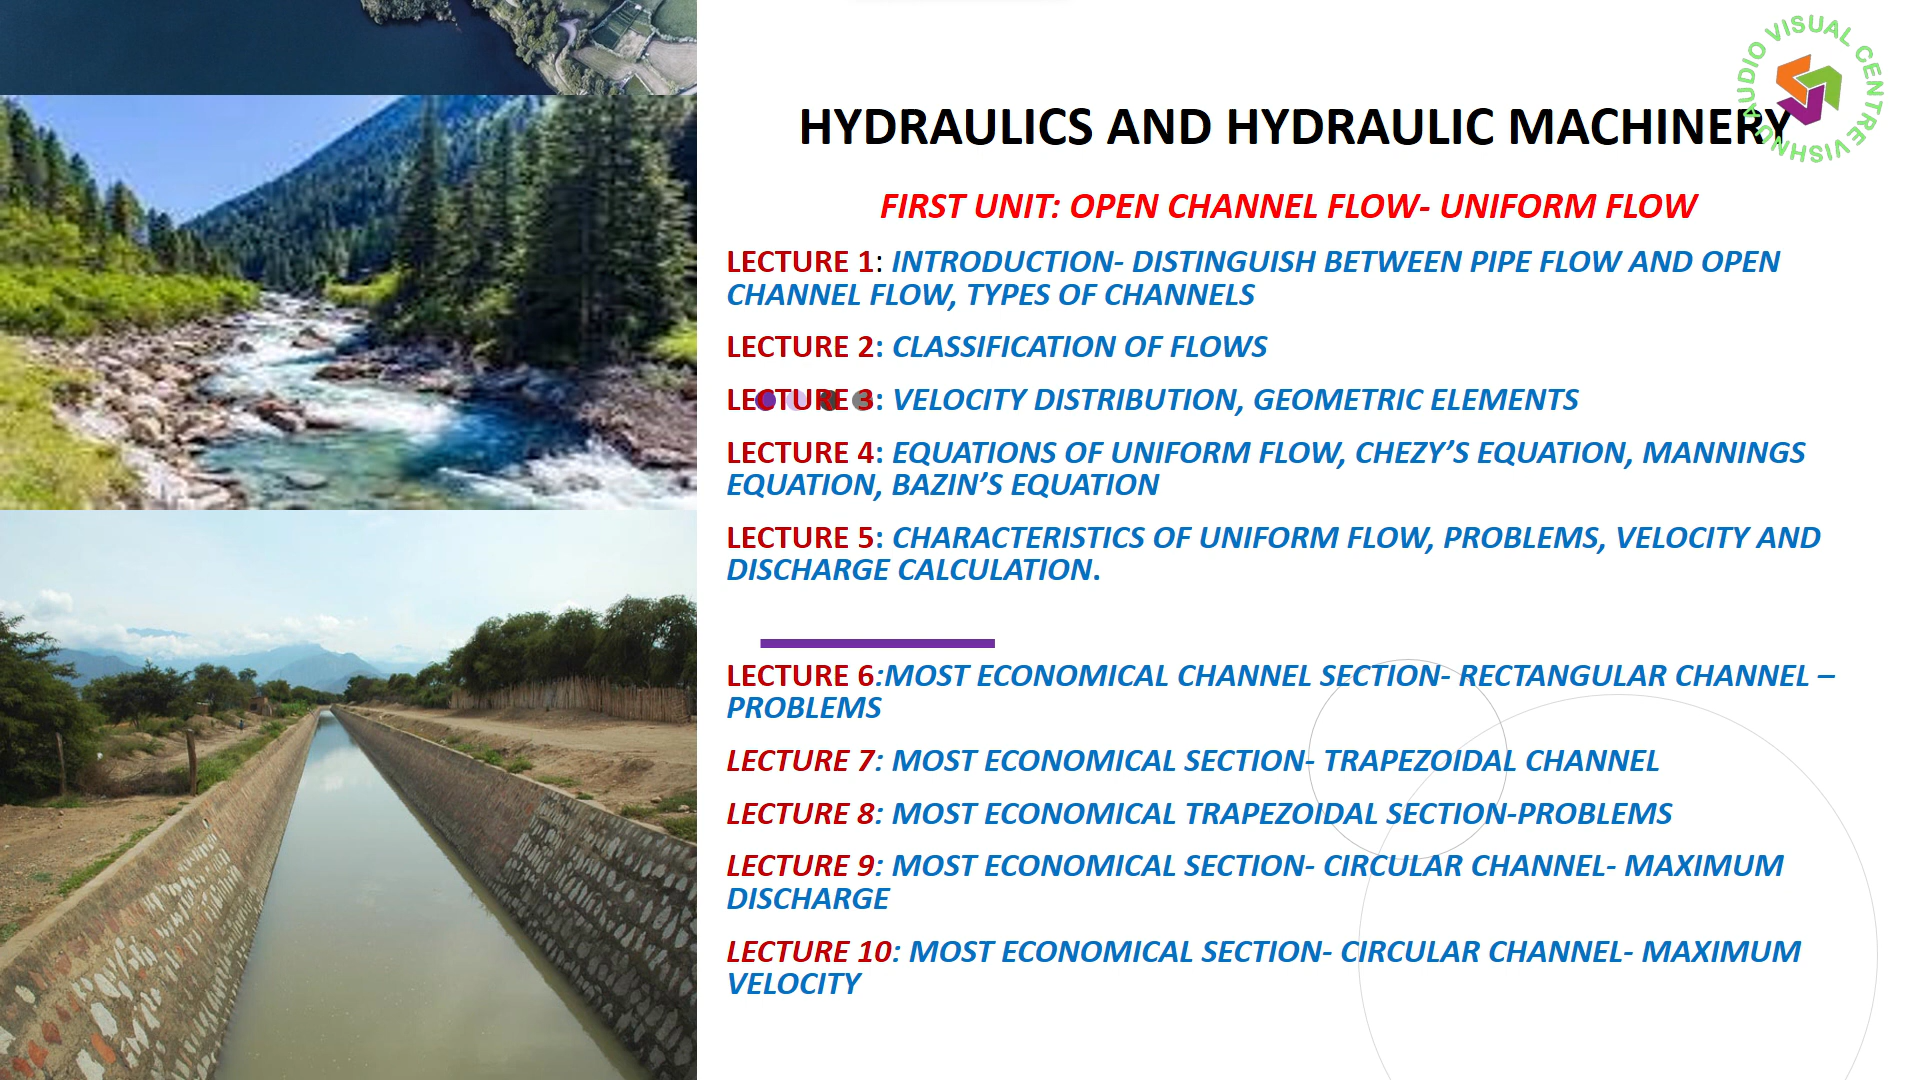 AUDIO VISUAL CENTRE VISHNU
HYDRAULICS AND HYDRAULIC MACHINERY
FIRST UNIT: OPEN CHANNEL FLOW- UNIFORM FLOW
LECTURE 1: INTRODUCTION- DISTINGUISH BETWEEN PIPE FLOW AND OPEN
CHANNEL FLOW, TYPES OF CHANNELS
LECTURE 2: CLASSIFICATION OF FLOWS
LECTURE 3: VELOCITY DISTRIBUTION, GEOMETRIC ELEMENTS
LECTURE 4: EQUATIONS OF UNIFORM FLOW, CHEZY’S EQUATION, MANNINGS
EQUATION, BAZIN’S EQUATION
LECTURE 5: CHARACTERISTICS OF UNIFORM FLOW, PROBLEMS, VELOCITY AND
DISCHARGE CALCULATION.
LECTURE 6:MOST ECONOMICAL CHANNEL SECTION- RECTANGULAR CHANNEL –
PROBLEMS
LECTURE 7: MOST ECONOMICAL SECTION- TRAPEZOIDAL CHANNEL
LECTURE 8: MOST ECONOMICAL TRAPEZOIDAL SECTION-PROBLEMS
LECTURE 9: MOST ECONOMICAL SECTION- CIRCULAR CHANNEL- MAXIMUM
DISCHARGE
LECTURE 10: MOST ECONOMICAL SECTION- CIRCULAR CHANNEL- MAXIMUM
VELOCITY